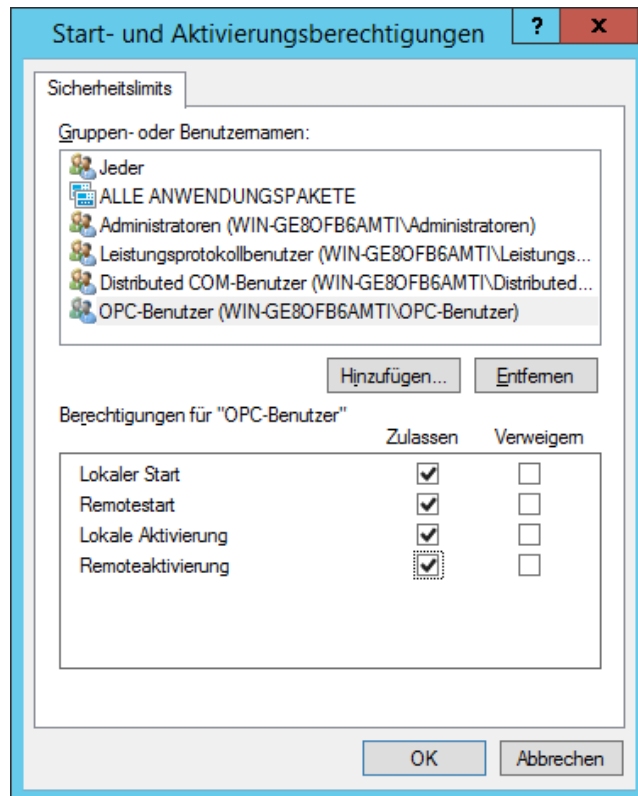 Start- und Aktivierungsberechtigungen ? x
Sicherheitslimits
Gruppen- oder Benutzernamen:
Jeder
ALLE ANWENDUNGSPAKETE
Administratoren (WIN-GE8OFB6AMTI\Administratoren)
Leistungsprotokollbenutzer (WIN-GE8OFB6AMTI\Leistungs...
Distributed COM-Benutzer (WIN-GE8OFB6AMTI\Distributed...
OPC-Benutzer (WIN-GE8OFB6AMTI\OPC-Benutzer)
Hinzufügen... Entfernen
Berechtigungen für "OPC-Benutzer"
Zulassen Verweigern
Lokaler Start
Remotestart
Lokale Aktivierung
Remoteaktivierung
OK Abbrechen